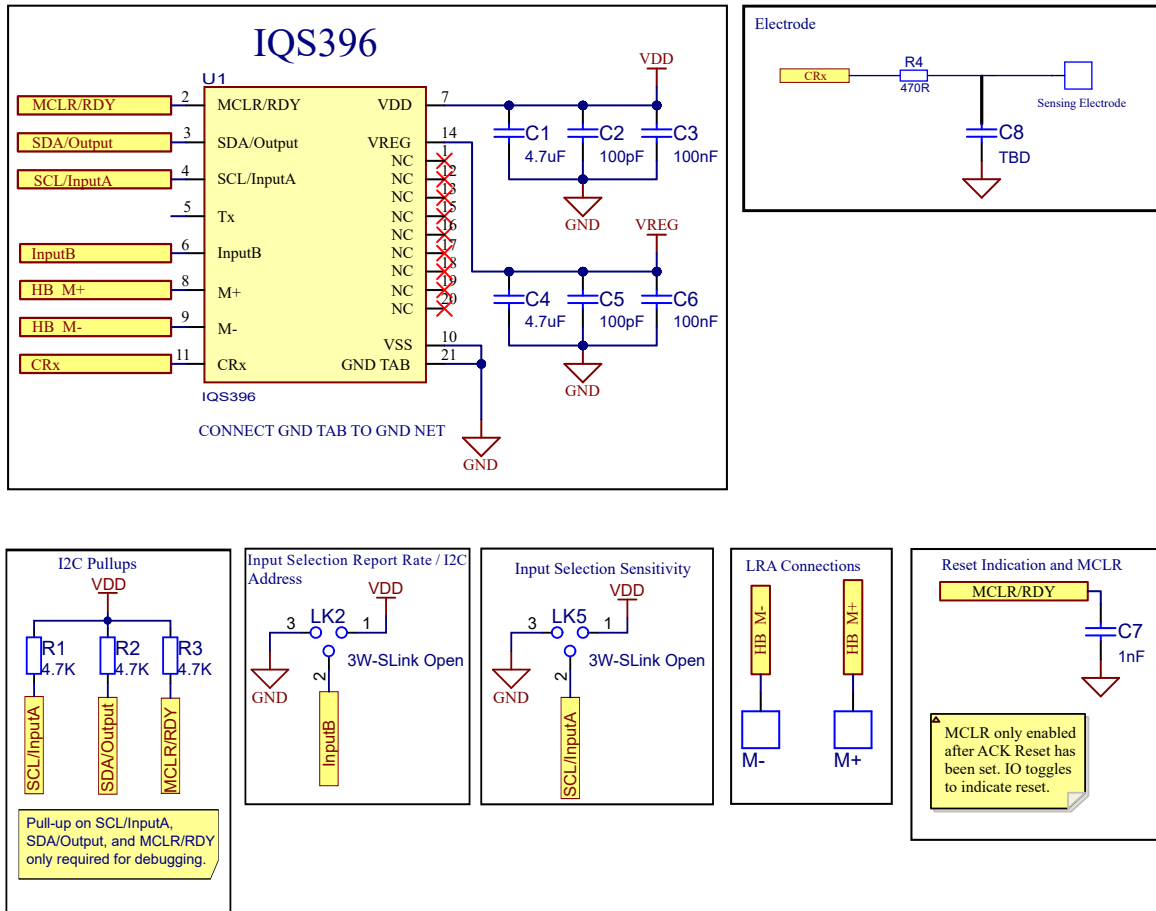 IQS396
U1
MCLR/RDY 2 MCLR/RDY VDD 7 VDD
SDA/Output 3 SDA/Output VREG 14
SCL/InputA 4 SCL/InputA NC 1
NC 12
NC 13
5 Tx NC 15
NC 16
InputB 6 InputB NC 17
NC 18
HB M+ 8 M+ NC 19
NC 20
HB M- 9 M-
VSS 10
CRx 11 CRx GND TAB 21
IQS396
CONNECT GND TAB TO GND NET
GND
C1 C2 C3
4.7uF 100pF 100nF
GND
VREG
C4 C5 C6
4.7uF 100pF 100nF
GND
Electrode
CRx R4
470R
Sensing Electrode
C8
TBD
I2C Pullups
VDD
R1 R2 R3
4.7K 4.7K 4.7K
SCL/InputA
SDA/Output
MCLR/RDY
Pull-up on SCL/InputA,
SDA/Output, and MCLR/RDY
only required for debugging.
Input Selection Report Rate / I2C
Address
VDD
3 LK2 1
2 3W-SLink Open
GND
InputB
Input Selection Sensitivity
VDD
3 LK5 1
2 3W-SLink Open
GND
SCL/InputA
LRA Connections
HB M-
HB M+
M- M+
Reset Indication and MCLR
MCLR/RDY
C7
1nF
MCLR only enabled
after ACK Reset has
been set. IO toggles
to indicate reset.